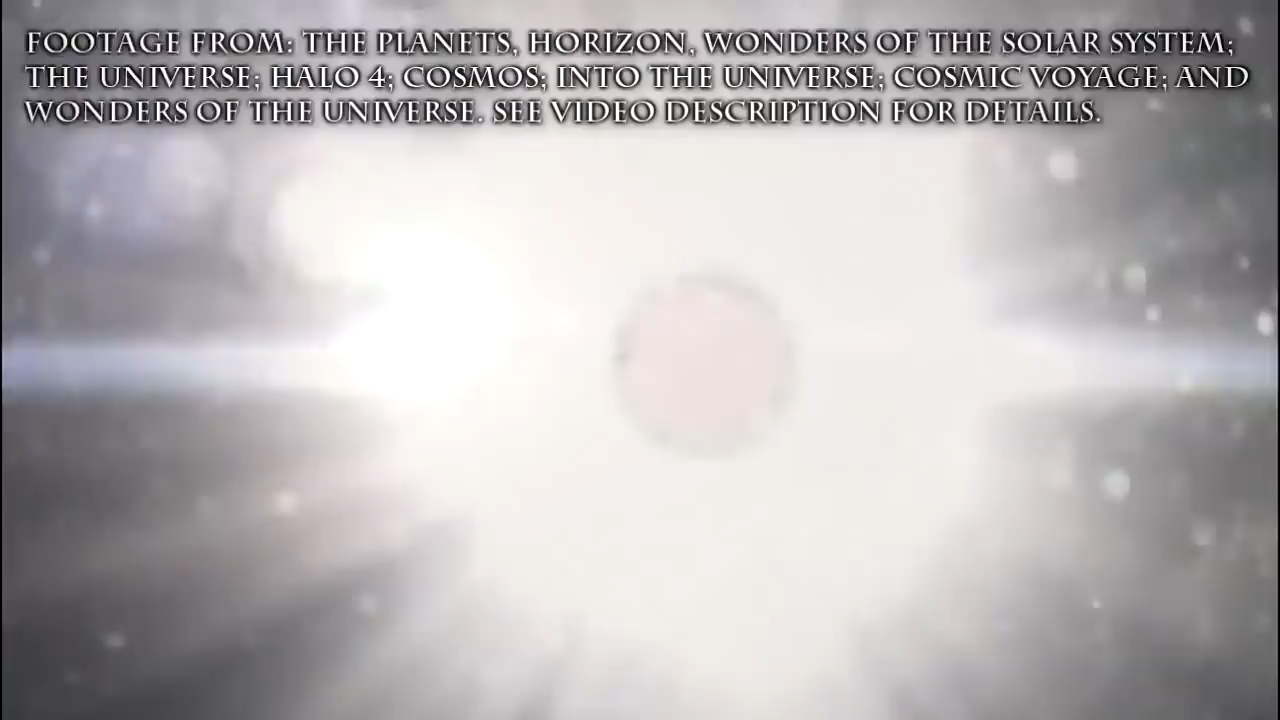 FOOTAGE FROM: THE PLANETS, HORIZON, WONDERS OF THE SOLAR SYSTEM;
THE UNIVERSE; HALO 4; COSMOS; INTO THE UNIVERSE; COSMIC VOYAGE; AND
WONDERS OF THE UNIVERSE. SEE VIDEO DESCRIPTION FOR DETAILS.